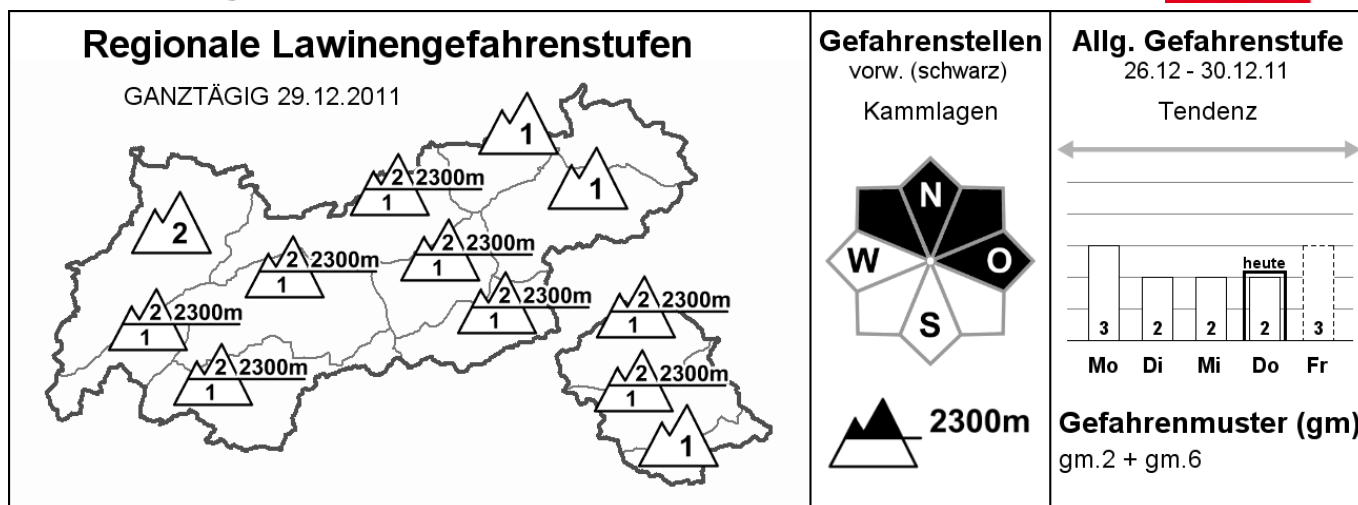 Regionale Lawinengefahrenstufen
GANZTÄGIG 29.12.2011
1
1
2 2300m
1
2
2 2300m
1
2 2300m
1
2 2300m
1
2 2300m
1
2 2300m
1
2 2300m
1
2 2300m
1
1
Gefahrenstellen
vorw. (schwarz)
Kammlagen
N
W O
S
2300m
Allg. Gefahrenstufe
26.12 - 30.12.11
Tendenz
heute
3 2 2 2 3
Mo Di Mi Do Fr
Gefahrenmuster (gm)
gm.2 + gm.6